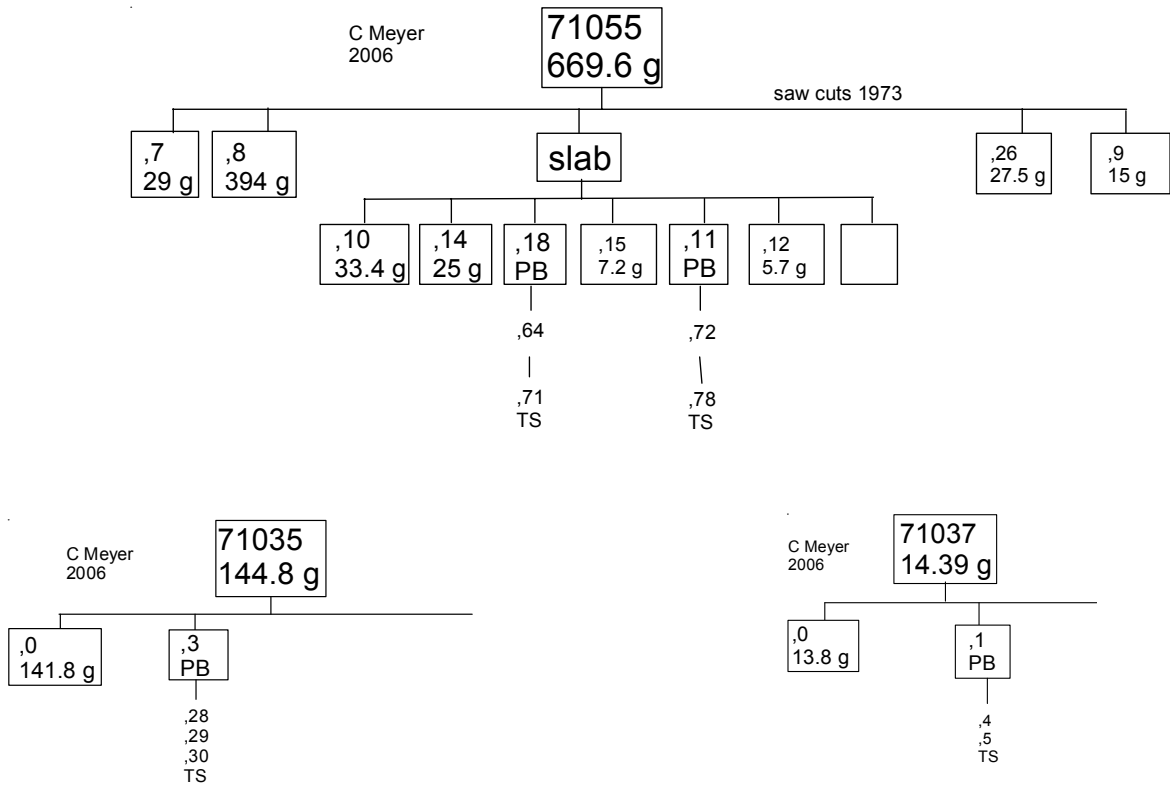 C Meyer
2006
71055
669.6 g
saw cuts 1973
,7
29 g
,8
394 g
slab
,26
27.5 g
,9
15 g
,10
33.4 g
,14
25 g
,18
PB
,15
7.2 g
,11
PB
,12
5.7 g
,64
,72
,71
TS
,78
TS
C Meyer
2006
71035
144.8 g
,0
141.8 g
,3
PB
,28
,29
,30
TS
C Meyer
2006
71037
14.39 g
,0
13.8 g
,1
PB
,4
,5
TS